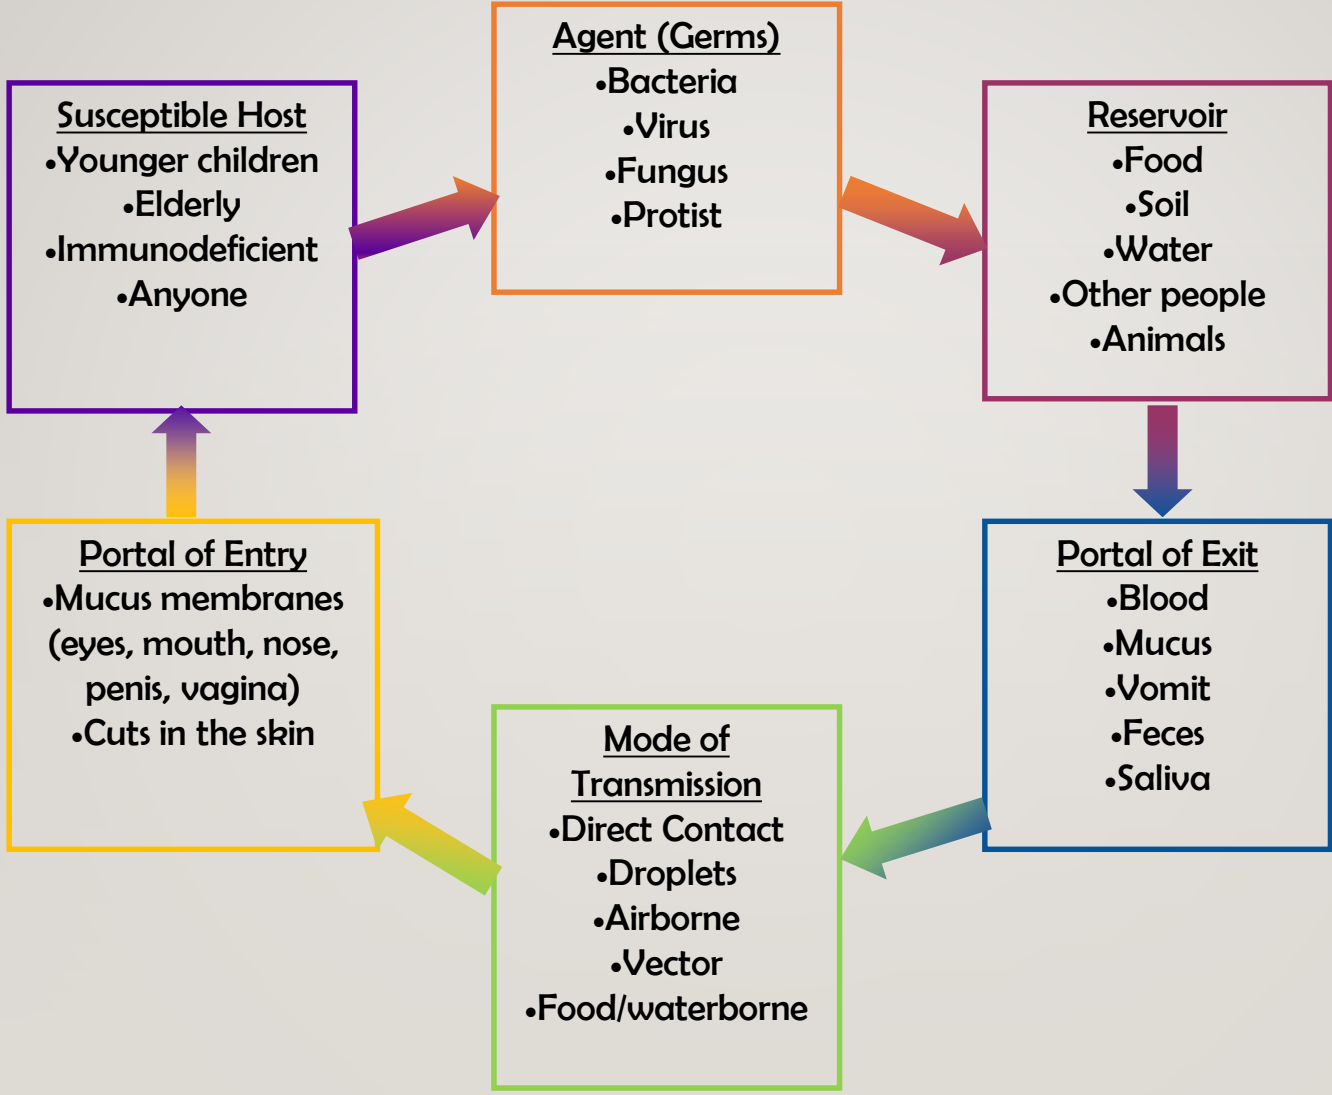 Agent (Germs)
•Bacteria
•Virus
•Fungus
•Protist
Reservoir
•Food
•Soil
•Water
•Other people
•Animals
Portal of Exit
•Blood
•Mucus
•Vomit
•Feces
•Saliva
Mode of
Transmission
•Direct Contact
•Droplets
•Airborne
•Vector
•Food/waterborne
Portal of Entry
•Mucus membranes
(eyes, mouth, nose,
penis, vagina)
•Cuts in the skin
Susceptible Host
•Younger children
•Elderly
•Immunodeficient
•Anyone